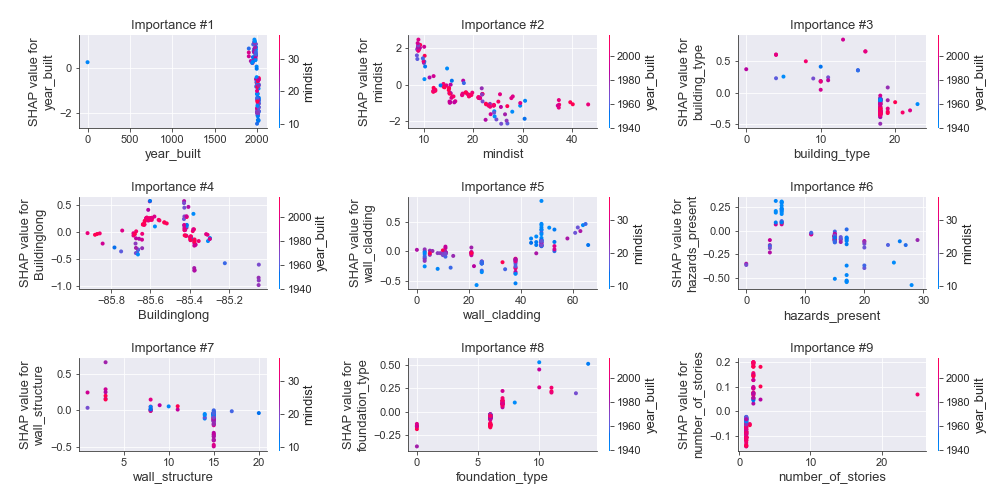 Importance #1
SHAP value for
year_built
0
−2
0
500
1000
1500
2000
year_built
30
20
10
mindist
Importance #2
SHAP value for
mindist
2
0
−2
10
20
30
40
mindist
2000
1980
1960
1940
year_built
Importance #3
SHAP value for
building_type
0.5
0.0
−0.5
0
10
20
building_type
2000
1980
1960
1940
year_built
Importance #4
SHAP value for
Buildinglong
0.5
0.0
−0.5
−1.0
−85.8
−85.6
−85.4
−85.2
Buildinglong
2000
1980
1960
1940
year_built
Importance #5
SHAP value for
wall_cladding
0.5
0.0
−0.5
0
20
40
60
wall_cladding
30
20
10
mindist
Importance #6
SHAP value for
hazards_present
0.25
0.00
−0.25
−0.50
0
10
20
30
hazards_present
30
20
10
mindist
Importance #7
SHAP value for
wall_structure
0.5
0.0
−0.5
5
10
15
20
wall_structure
30
20
10
mindist
Importance #8
SHAP value for
foundation_type
0.50
0.25
0.00
−0.25
0
5
10
foundation_type
2000
1980
1960
1940
year_built
Importance #9
SHAP value for
number_of_stories
0.2
0.1
0.0
−0.1
0
10
20
number_of_stories
2000
1980
1960
1940
year_built